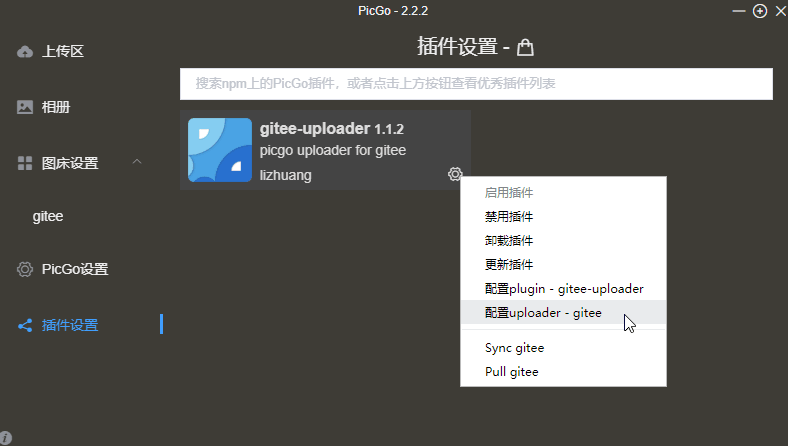 PicGo - 2.2.2
上传区
相册
图床设置
gitee
PicGo设置
插件设置
插件设置 -
搜索npm上的PicGo插件，或者点击上方按钮查看优秀插件列表
gitee-uploader 1.1.2
picgo uploader for gitee
lizhuang
启用插件
禁用插件
卸载插件
更新插件
配置plugin - gitee-uploader
配置uploader - gitee
Sync gitee
Pull gitee